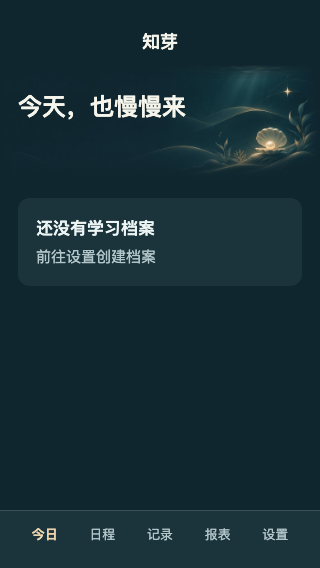 知芽
今天，也慢慢来
还没有学习档案
前往设置创建档案
今日
日程
记录
报表
设置